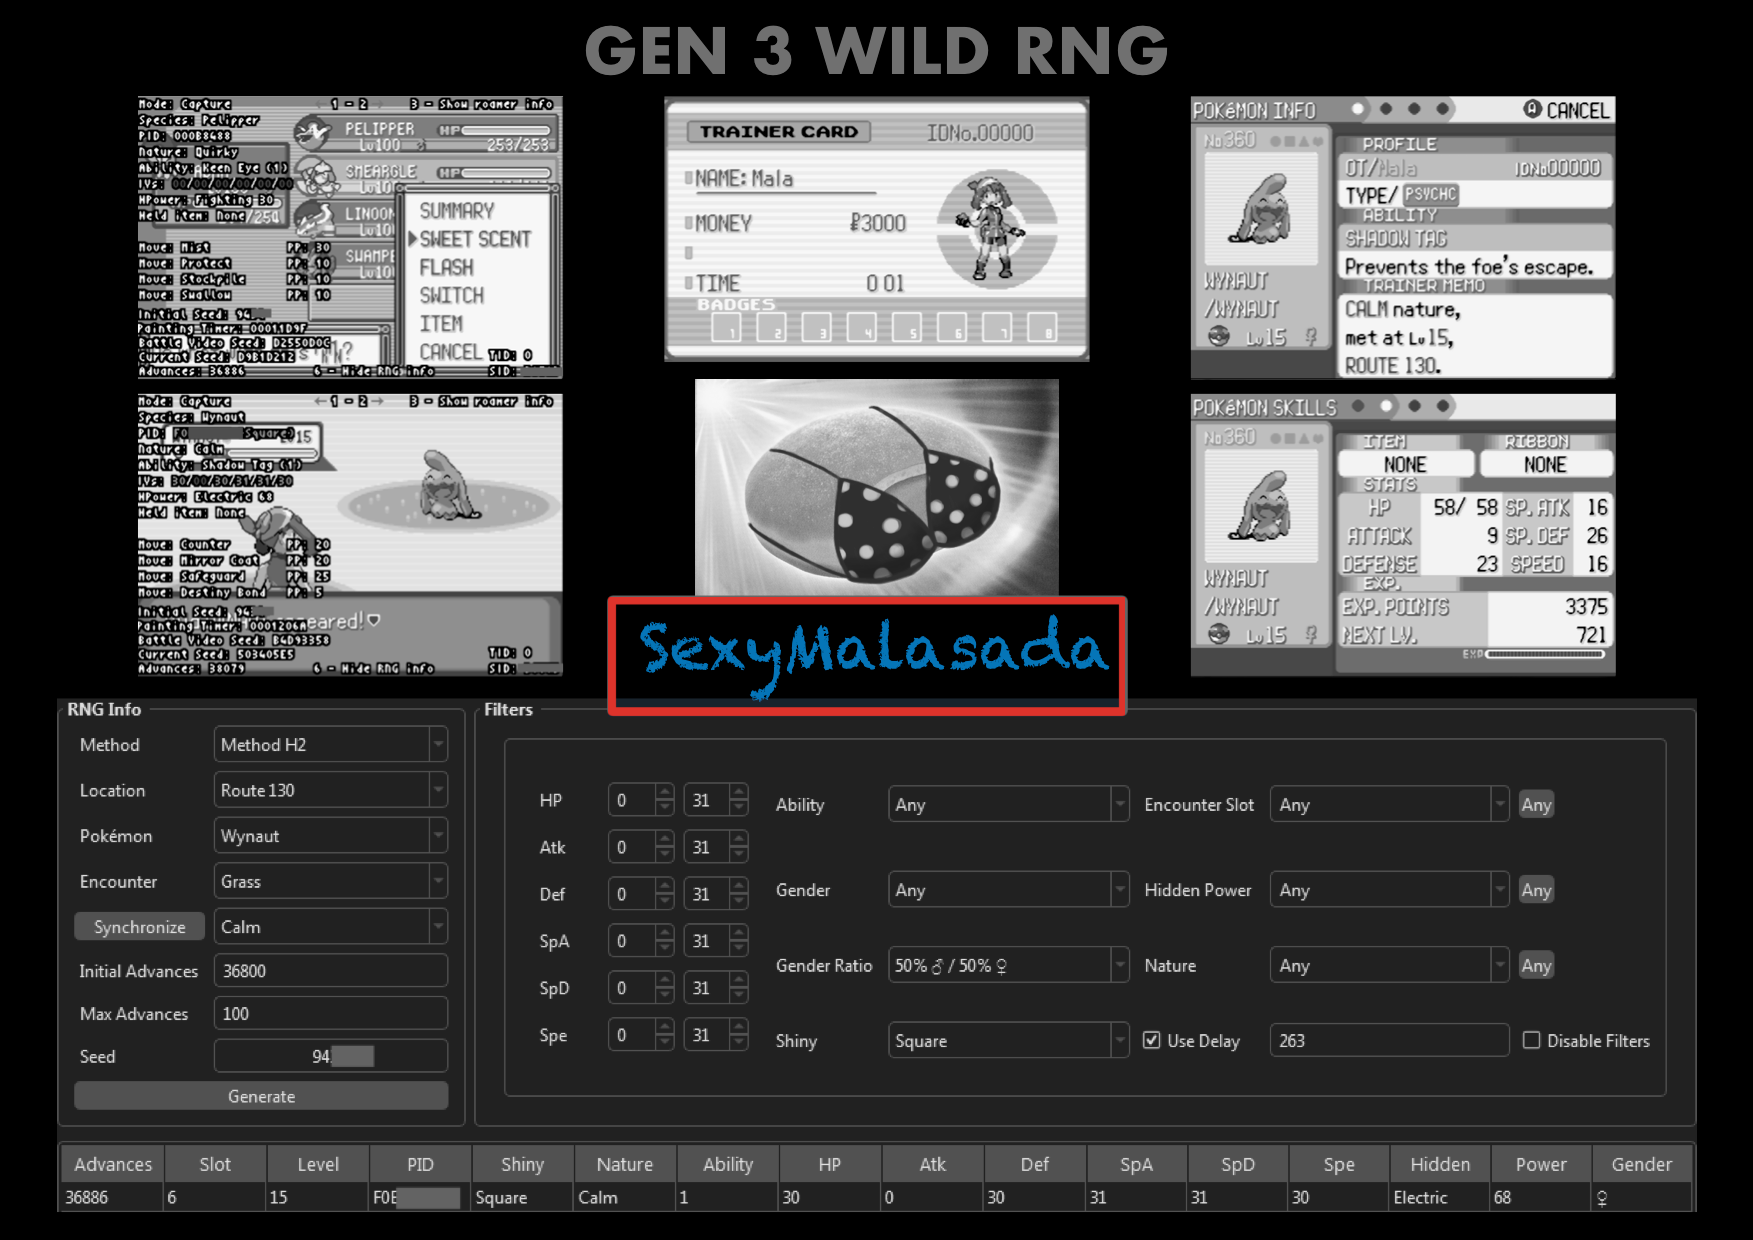 GEN 3 WILD RNG
Mode: Capture ← 1 - 2 → 3 - Show roamer info
Species: Pelipper
PID: 000B8488
Nature: Quirky
Ability: Keen Eye (1)
IVs: 00/00/00/00/00/00
HPower: Fighting 30
Held item: None
Move: Mist PP: 30
Move: Protect PP: 10
Move: Stockpile PP: 10
Move: Swallow PP: 10
Initial Seed: 94
Painting Timer: 00011D9F
Battle Video Seed: D2550D0C
Current Seed: D9B1D212 TID: 0
Advances: 36886 6 - Hide RNG info SID:
PELIPPER HP
Lv100 253/253
SMEARGLE HP
LINOON
SWAMPE
SUMMARY
▶SWEET SCENT
FLASH
SWITCH
ITEM
CANCEL
TRAINER CARD IDNo.00000
NAME: Mala
MONEY ₽3000
TIME 0 01
BADGES
1 2 3 4 5 6 7 8
POKéMON INFO A CANCEL
No360
WYNAUT
/WYNAUT
Lv15 ♀
PROFILE
OT/Mala IDNo00000
TYPE/ PSYCHC
ABILITY
SHADOW TAG
Prevents the foe's escape.
TRAINER MEMO
CALM nature,
met at Lv15,
ROUTE 130.
Mode: Capture ← 1 - 2 → 3 - Show roamer info
Species: Wynaut
PID: F0 Square)
Nature: Calm
Ability: Shadow Tag (1)
IVs: 30/00/30/31/31/30
HPower: Electric 68
Held item: None
Move: Counter PP: 20
Move: Mirror Coat PP: 20
Move: Safeguard PP: 25
Move: Destiny Bond PP: 5
Initial Seed: 94
Painting Timer: 0001206A
Battle Video Seed: B4D93358
Current Seed: 503405E5 TID: 0
Advances: 38079 6 - Hide RNG info SID:
SexyMalasada
POKéMON SKILLS
No360
WYNAUT
/WYNAUT
Lv15 ♀
ITEM RIBBON
NONE NONE
STATS
HP 58/ 58 SP. ATK 16
ATTACK 9 SP. DEF 26
DEFENSE 23 SPEED 16
EXP.
EXP. POINTS 3375
NEXT LV. 721
EXP
RNG Info
Method Method H2
Location Route 130
Pokémon Wynaut
Encounter Grass
Synchronize Calm
Initial Advances 36800
Max Advances 100
Seed 94
Generate
Filters
HP 0 31
Atk 0 31
Def 0 31
SpA 0 31
SpD 0 31
Spe 0 31
Ability Any
Gender Any
Gender Ratio 50% ♂ / 50% ♀
Shiny Square
Encounter Slot Any Any
Hidden Power Any Any
Nature Any Any
Use Delay 263 Disable Filters
Advances Slot Level PID Shiny Nature Ability HP Atk Def SpA SpD Spe Hidden Power Gender
36886 6 15 F0E Square Calm 1 30 0 30 31 31 30 Electric 68 ♀